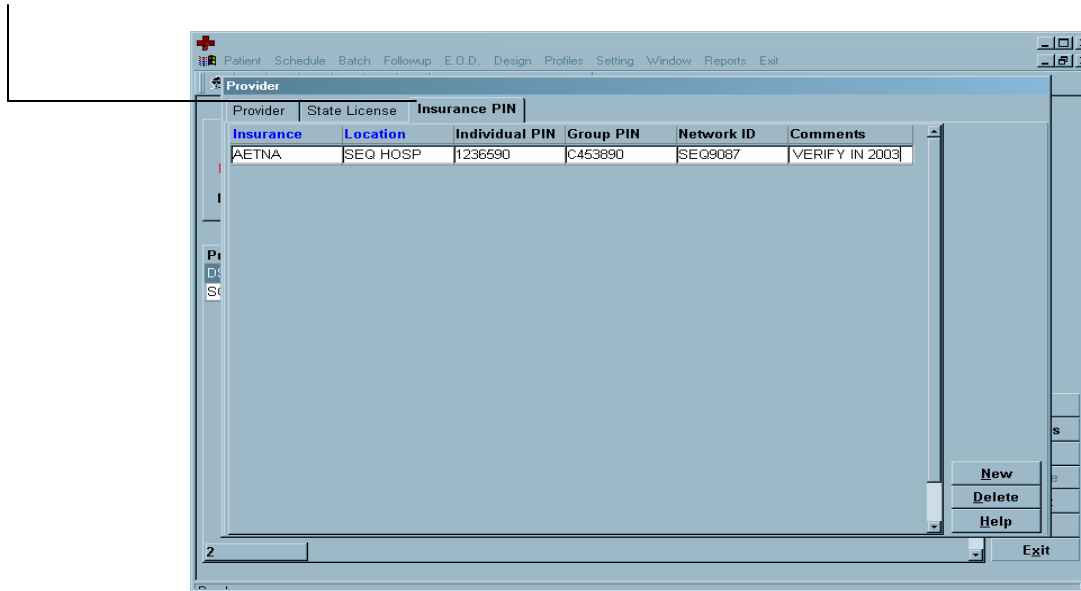 Patient Schedule Batch Followup E.O.D. Design Profiles Setting Window Reports Exit
Provider
Provider State License Insurance PIN
Insurance Location Individual PIN Group PIN Network ID Comments
AETNA SEQ HOSP 1236590 C453890 SEQ9087 VERIFY IN 2003
New
Delete
Help
2 Exit